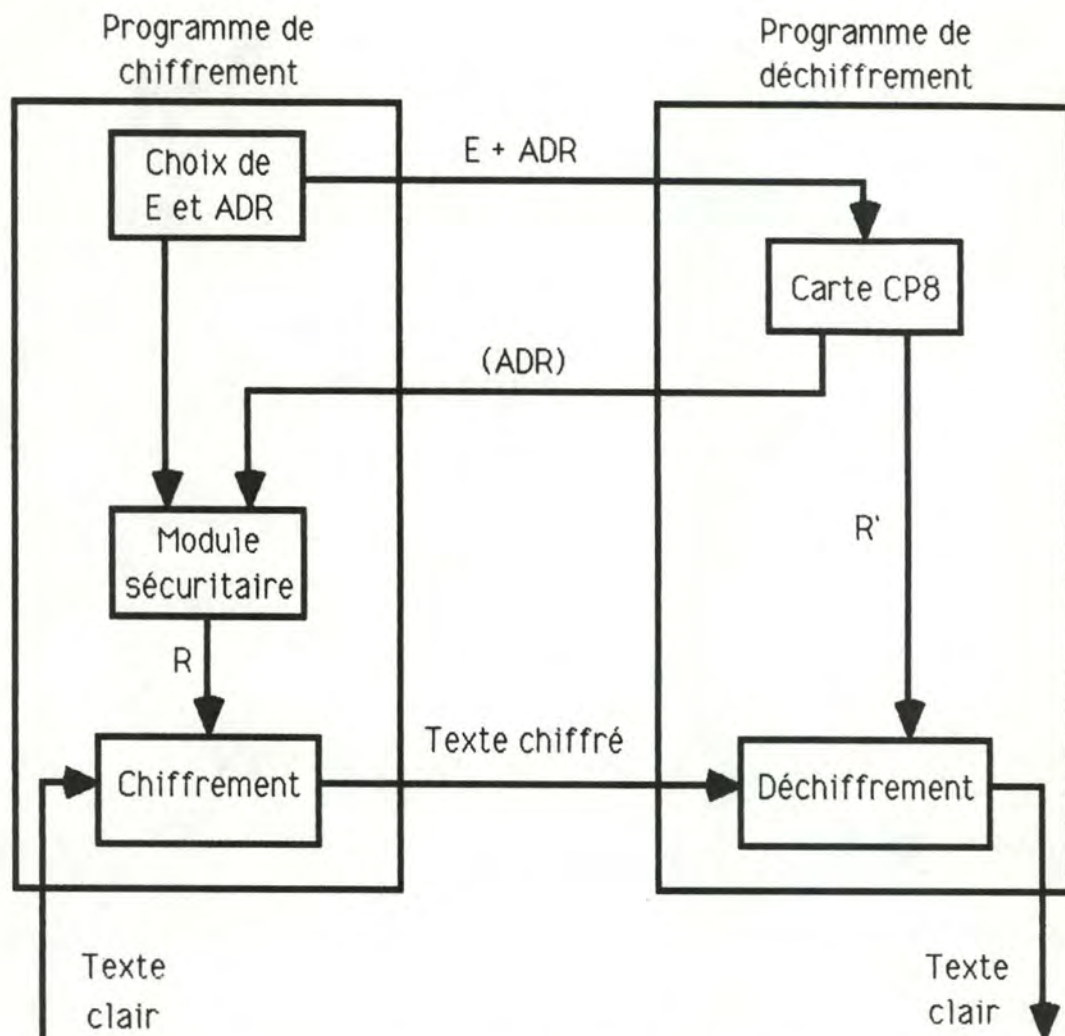 Programme de
chiffrement
Programme de
déchiffrement
Choix de
E et ADR
E + ADR
Carte CP8
(ADR)
Module
sécuritaire
R'
R
Texte chiffré
Chiffrement
Déchiffrement
Texte
clair
Texte
clair